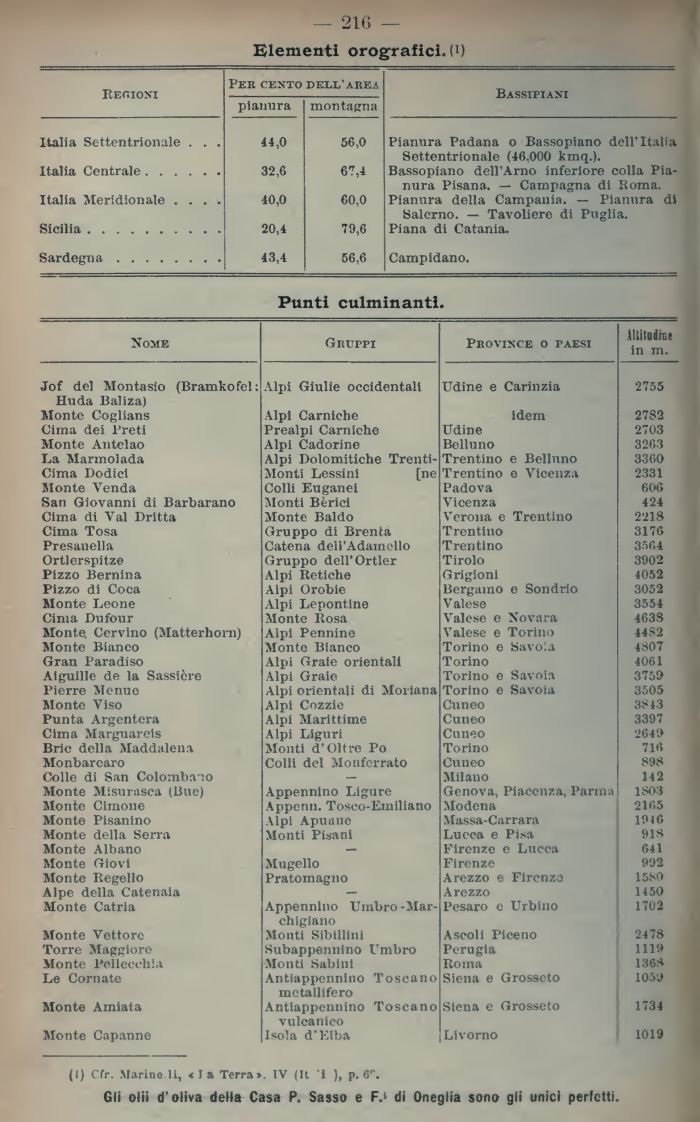 — 216 —
Elementi orografici. (1)
REGIONI PER CENTO DELL'AREA BASSIPIANI
pianura montagna
Italia Settentrionale . . . 44,0 56,0 Pianura Padana o Bassopiano dell'Italia
Settentrionale (46,000 kmq.).
Italia Centrale . . . . . . 32,6 67,4 Bassopiano dell'Arno inferiore colla Pia-
nura Pisana. — Campagna di Roma.
Italia Meridionale . . . . 40,0 60,0 Pianura della Campania. — Pianura di
Salerno. — Tavoliere di Puglia.
Sicilia . . . . . . . . . . 20,4 79,6 Piana di Catania.
Sardegna . . . . . . . . 43,4 56,6 Campidano.
Punti culminanti.
NOME GRUPPI PROVINCE O PAESI Altitudine
in m.
Jof del Montasio (Bramkofel: Alpi Giulie occidentali Udine e Carinzia 2755
Huda Baliza)
Monte Coglians Alpi Carniche idem 2782
Cima dei Preti Prealpi Carniche Udine 2703
Monte Antelao Alpi Cadorine Belluno 3263
La Marmolada Alpi Dolomitiche Trenti- Trentino e Belluno 3360
Cima Dodici Monti Lessini [ne Trentino e Vicenza 2331
Monte Venda Colli Euganei Padova 606
San Giovanni di Barbarano Monti Bèrici Vicenza 424
Cima di Val Dritta Monte Baldo Verona e Trentino 2218
Cima Tosa Gruppo di Brenta Trentino 3176
Presanella Catena dell'Adamello Trentino 3564
Ortlerspitze Gruppo dell'Ortler Tirolo 3902
Pizzo Bernina Alpi Retiche Grigioni 4052
Pizzo di Coca Alpi Orobie Bergamo e Sondrio 3052
Monte Leone Alpi Lepontine Valese 3554
Cima Dufour Monte Rosa Valese e Novara 4638
Monte Cervino (Matterhorn) Alpi Pennine Valese e Torino 4482
Monte Bianco Monte Bianco Torino e Savoia 4807
Gran Paradiso Alpi Graie orientali Torino 4061
Aiguille de la Sassière Alpi Graie Torino e Savoia 3759
Pierre Menue Alpi orientali di Moriana Torino e Savoia 3505
Monte Viso Alpi Cozzie Cuneo 3843
Punta Argentera Alpi Marittime Cuneo 3397
Cima Marguareis Alpi Liguri Cuneo 2649
Bric della Maddalena Monti d'Oltre Po Torino 716
Monbarcaro Colli del Monferrato Cuneo 898
Colle di San Colombano — Milano 142
Monte Misurasca (Bue) Appennino Ligure Genova, Piacenza, Parma 1803
Monte Cimone Appenn. Tosco-Emiliano Modena 2165
Monte Pisanino Alpi Apuane Massa-Carrara 1946
Monte della Serra Monti Pisani Lucca e Pisa 918
Monte Albano — Firenze e Lucca 641
Monte Giovi Mugello Firenze 992
Monte Regello Pratomagno Arezzo e Firenze 1580
Alpe della Catenaia — Arezzo 1450
Monte Catria Appennino Umbro-Mar- Pesaro e Urbino 1702
chigiano
Monte Vettore Monti Sibillini Ascoli Piceno 2478
Torre Maggiore Subappennino Umbro Perugia 1119
Monte Pellecchia Monti Sabini Roma 1368
Le Cornate Antiappennino Toscano Siena e Grosseto 1059
metallifero
Monte Amiata Antiappennino Toscano Siena e Grosseto 1734
vulcanico
Monte Capanne Isola d'Elba Livorno 1019
(1) Cfr. Marinelli, « La Terra ». IV p.
Gli olii d'oliva della Casa P. Sasso e F.i di Oneglia sono gli unici perfetti.